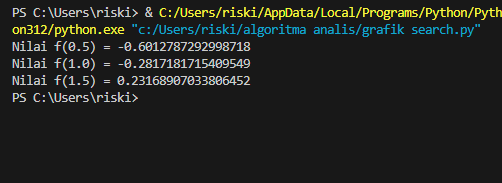 PS C:\Users\riski> & C:/Users/riski/AppData/Local/Programs/Python/Pyth
on312/python.exe "c:/Users/riski/algoritma analis/grafik search.py"
Nilai f(0.5) = -0.6012787292998718
Nilai f(1.0) = -0.2817181715409549
Nilai f(1.5) = 0.23168907033806452
PS C:\Users\riski>